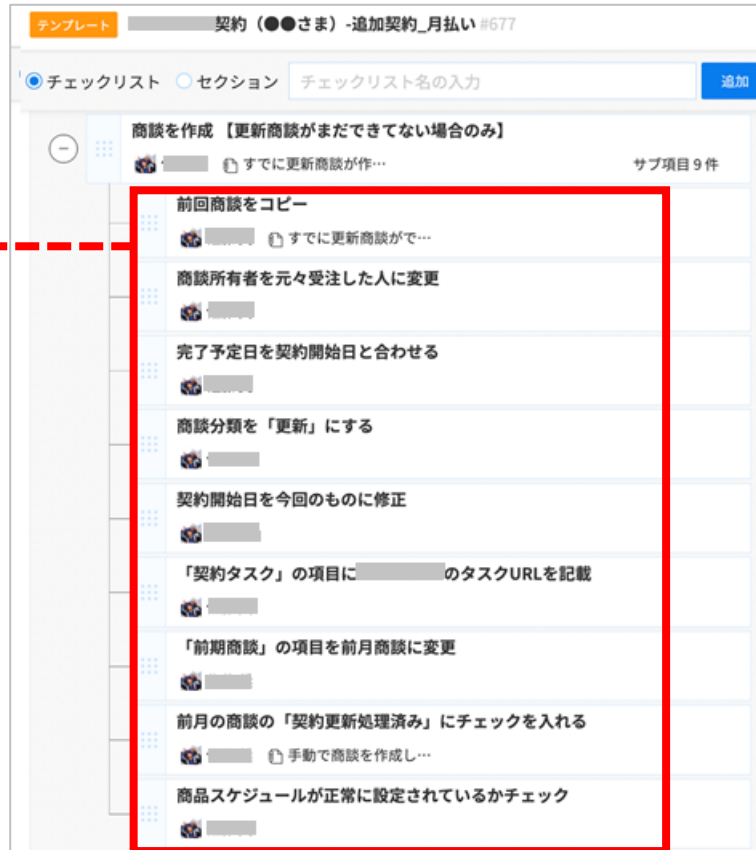 テンプレート 契約（●●さま）-追加契約_月払い #677
チェックリスト セクション チェックリスト名の入力 追加
商談を作成 【更新商談がまだできてない場合のみ】
すでに更新商談が作… サブ項目9件
前回商談をコピー
すでに更新商談がで…
商談所有者を元々受注した人に変更
完了予定日を契約開始日と合わせる
商談分類を「更新」にする
契約開始日を今回のものに修正
「契約タスク」の項目に のタスクURLを記載
「前期商談」の項目を前月商談に変更
前月の商談の「契約更新処理済み」にチェックを入れる
手動で商談を作成し…
商品スケジュールが正常に設定されているかチェック